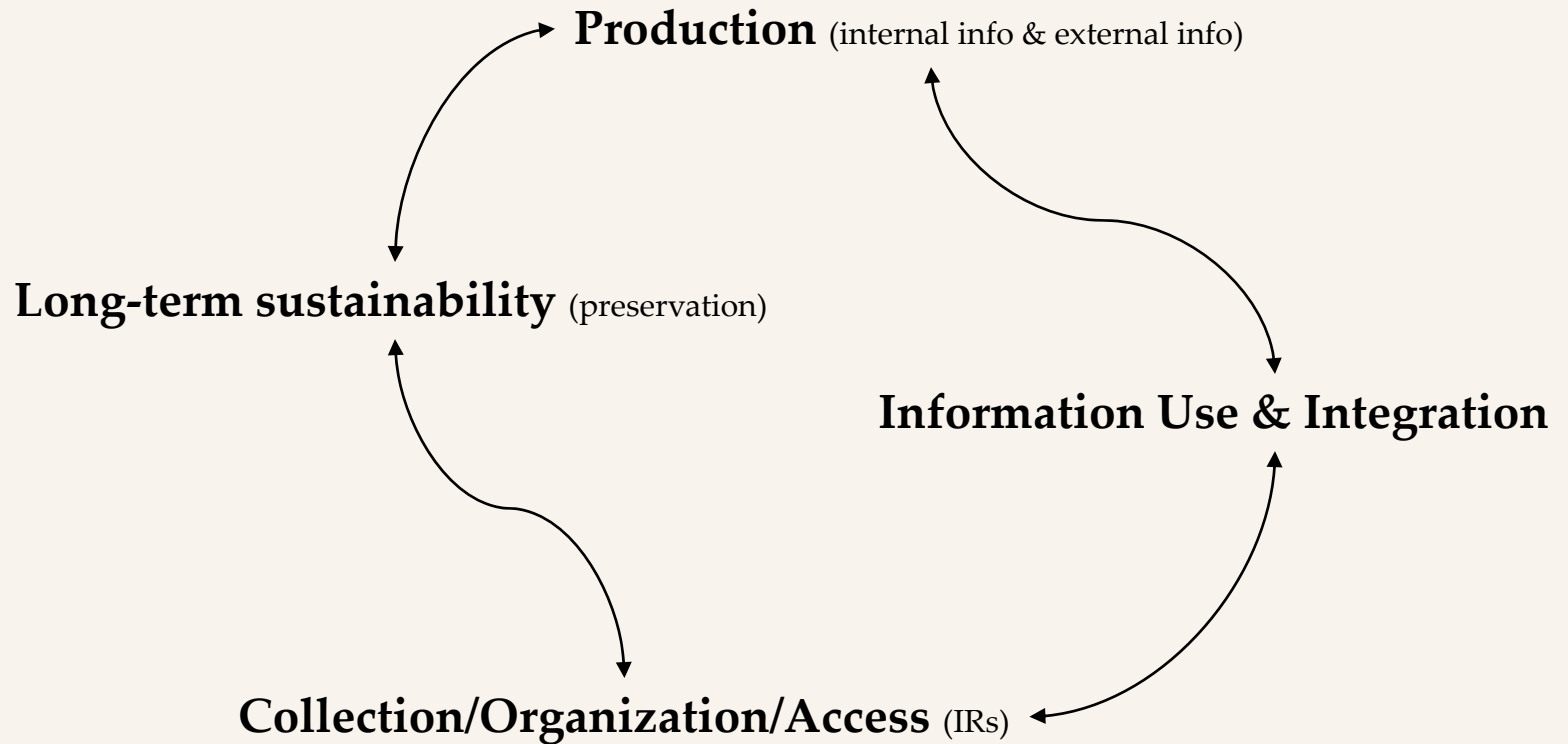 Production (internal info & external info)
Long-term sustainability (preservation)
Information Use & Integration
Collection/Organization/Access (IRs)